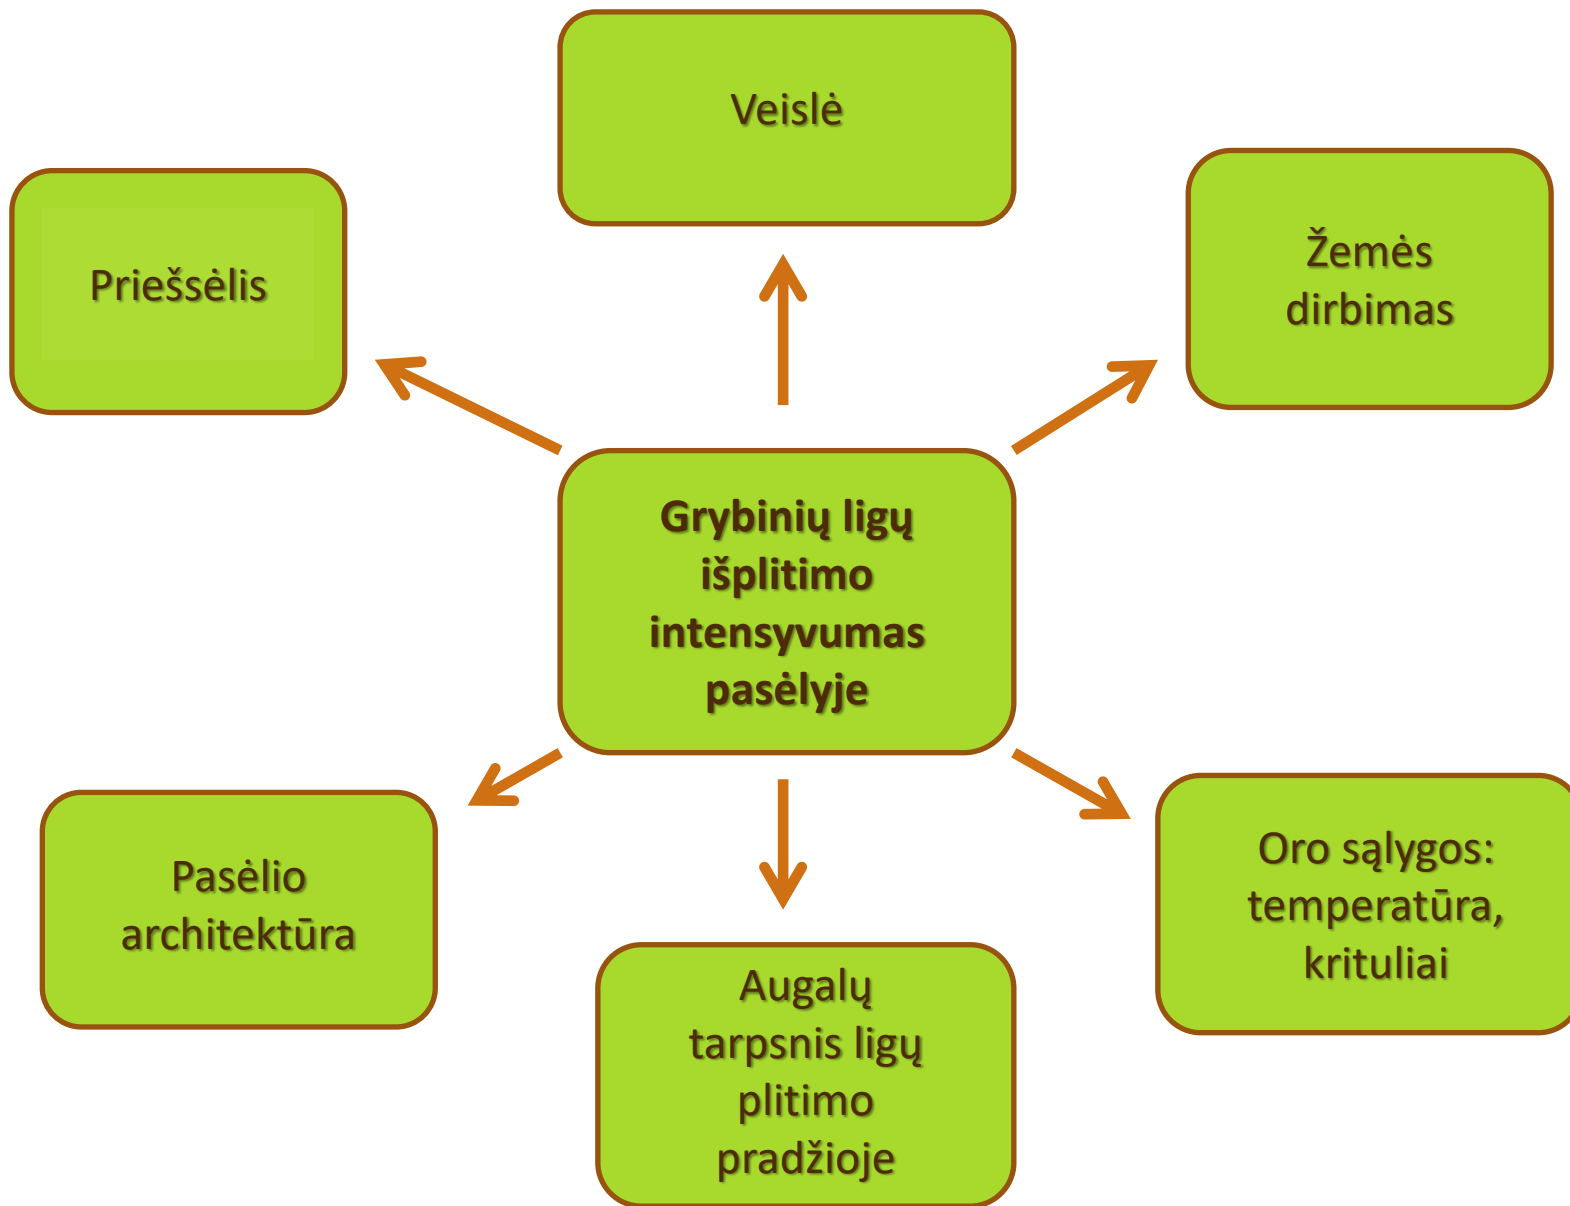 Veislė
Priešsėlis
Žemės
dirbimas
Grybinių ligų
išplitimo
intensyvumas
pasėlyje
Pasėlio
architektūra
Oro sąlygos:
temperatūra,
krituliai
Augalų
tarpsnis ligų
plitimo
pradžioje